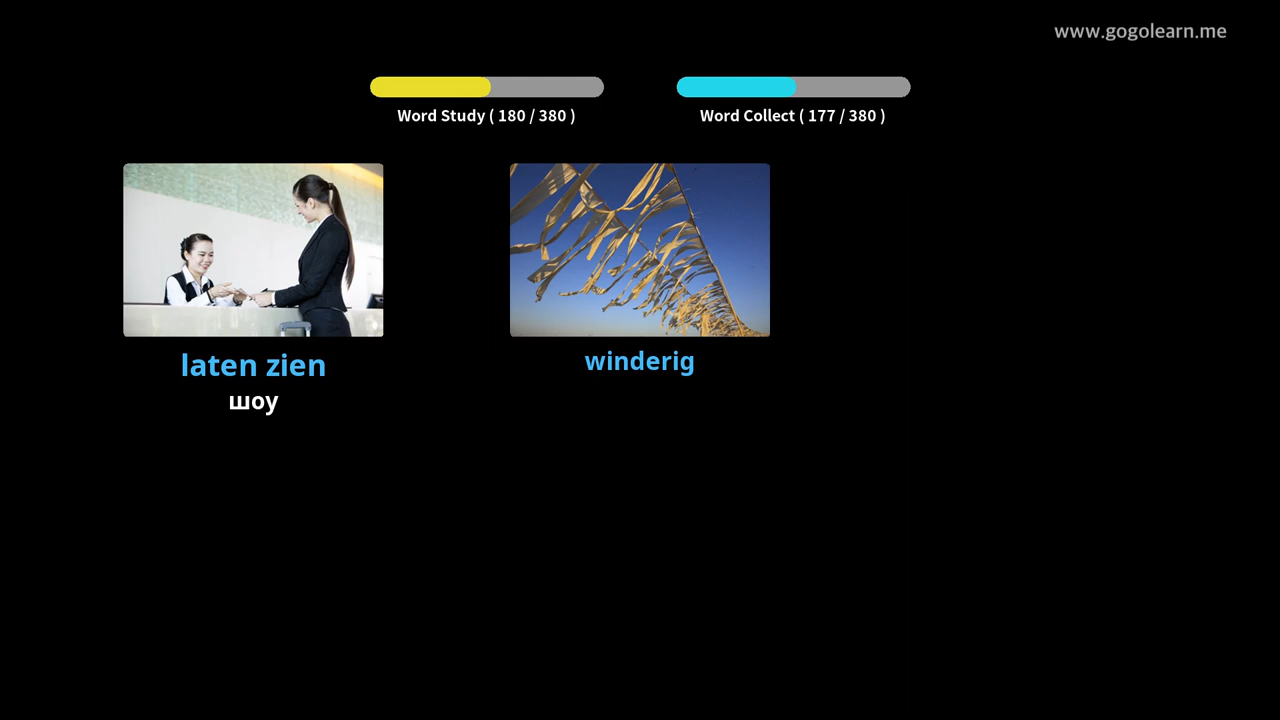 www.gogolearn.me
Word Study ( 180 / 380 )
Word Collect ( 177 / 380 )
laten zien
шоу
winderig